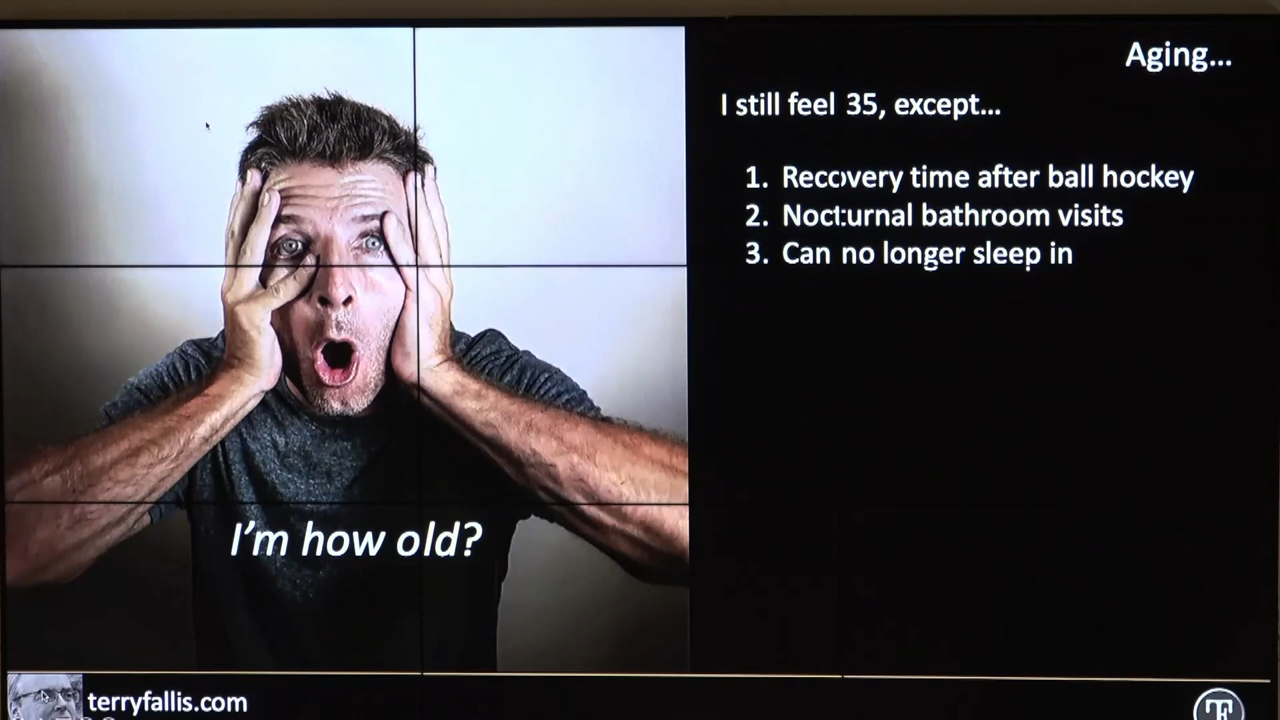 Aging...
I still feel 35, except...
1. Recovery time after ball hockey
2. Nocturnal bathroom visits
3. Can no longer sleep in
I'm how old?
terryfallis.com
TF